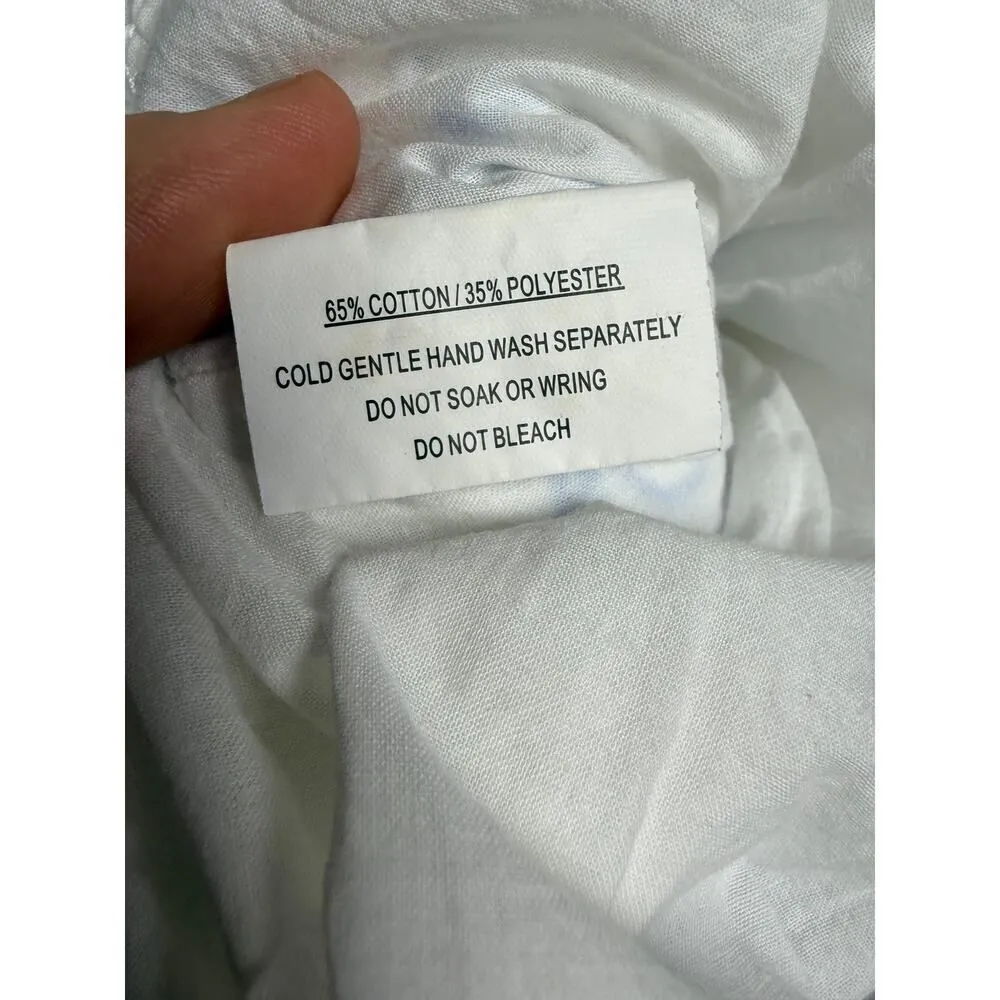 65% COTTON / 35% POLYESTER
COLD GENTLE HAND WASH SEPARATELY
DO NOT SOAK OR WRING
DO NOT BLEACH